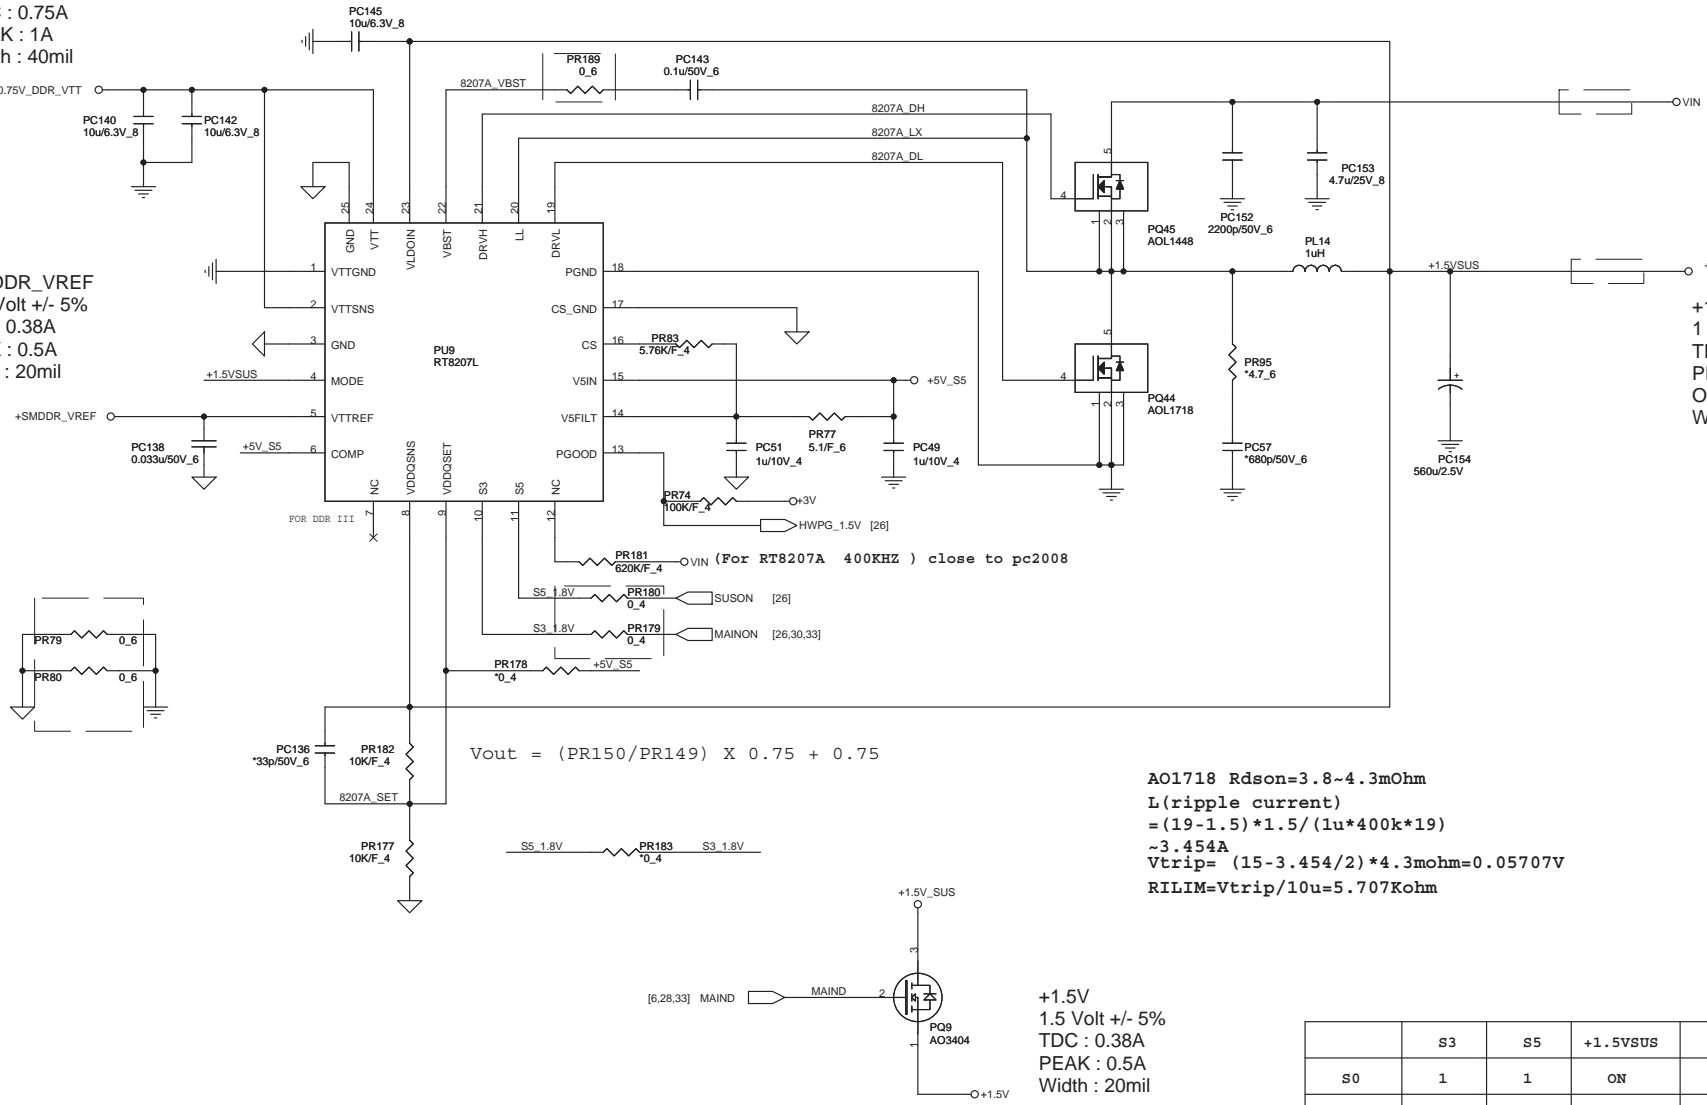 : 0.75A
K : 1A
th : 40mil
0.75V_DDR_VTT
PC140
10u/6.3V_8
PC142
10u/6.3V_8
PC145
10u/6.3V_8
8207A_VBST
PR189
0_6
PC143
0.1u/50V_6
8207A_DH
8207A_LX
8207A_DL
VIN
25
24
23
22
21
20
19
GND
VTT
VLDOIN
VBST
DRVH
LL
DRVL
5
4
1
2
3
PQ45
AOL1448
PC152
2200p/50V_6
PC153
4.7u/25V_8
PL14
1uH
+1.5VSUS
DDR_VREF
Volt +/- 5%
0.38A
: 0.5A
: 20mil
1 VTTGND
2 VTTSNS
3 GND
+1.5VSUS 4 MODE
+SMDDR_VREF 5 VTTREF
+5V_S5 6 COMP
PC138
0.033u/50V_6
PU9
RT8207L
PGND 18
CS_GND 17
CS 16
V5IN 15
V5FILT 14
PGOOD 13
PR83
5.76K/F_4
+5V_S5
PC51
1u/10V_4
PR77
5.1/F_6
PC49
1u/10V_4
5
4
1
2
3
PQ44
AOL1718
PR95
*4.7_6
PC57
*680p/50V_6
+
PC154
560u/2.5V
NC
VDDQSNS
VDDQSET
S3
S5
NC
7
8
9
10
11
12
FOR DDR III
PR74
100K/F_4
+3V
HWPG_1.5V [26]
PR181
620K/F_4
VIN (For RT8207A 400KHZ ) close to pc2008
S5_1.8V
PR180
0_4
SUSON [26]
S3_1.8V
PR179
0_4
MAINON [26,30,33]
PR178
*0_4
+5V_S5
PR79 0_6
PR80 0_6
PC136
*33p/50V_6
PR182
10K/F_4
Vout = (PR150/PR149) X 0.75 + 0.75
8207A_SET
PR177
10K/F_4
S5_1.8V
PR183
*0_4
S3_1.8V
AO1718 Rdson=3.8~4.3mOhm
L(ripple current)
=(19-1.5)*1.5/(1u*400k*19)
~3.454A
Vtrip= (15-3.454/2)*4.3mohm=0.05707V
RILIM=Vtrip/10u=5.707Kohm
+1.5V_SUS
3
[6,28,33] MAIND
MAIND
2
1
PQ9
AO3404
+1.5V
+1.5V
1.5 Volt +/- 5%
TDC : 0.38A
PEAK : 0.5A
Width : 20mil
S3 S5 +1.5VSUS
S0 1 1 ON